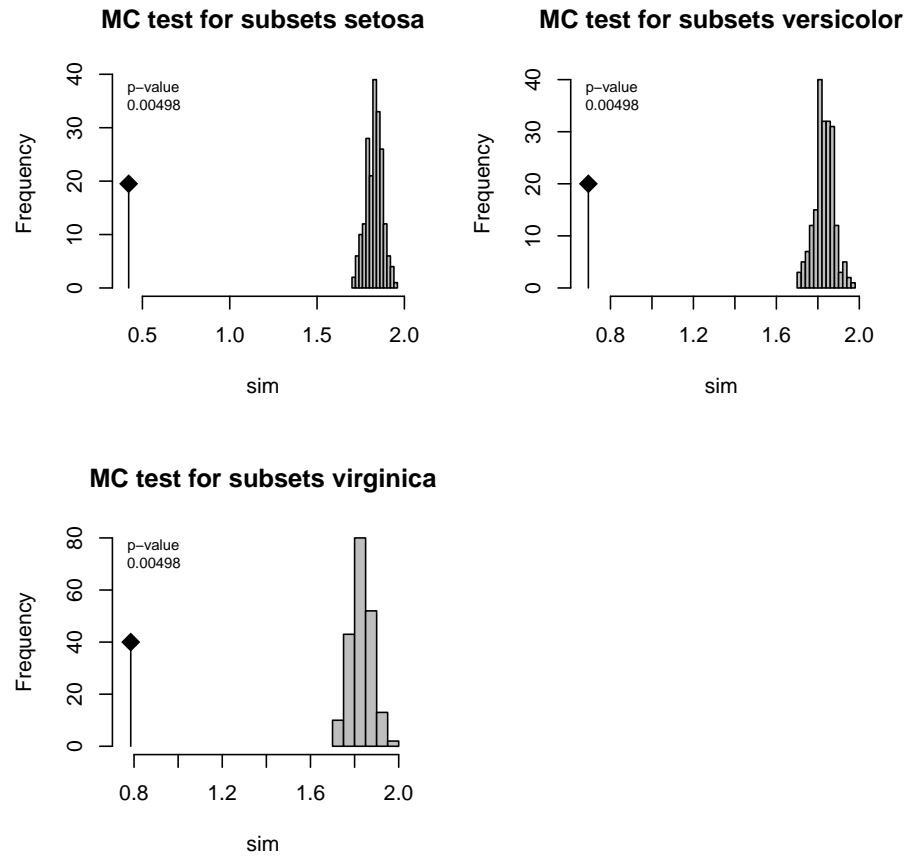 MC test for subsets setosa
p−value
0.00498
Frequency
0
10
20
30
40
0.5
1.0
1.5
2.0
sim
MC test for subsets versicolor
p−value
0.00498
Frequency
0
10
20
30
40
0.8
1.2
1.6
2.0
sim
MC test for subsets virginica
p−value
0.00498
Frequency
0
20
40
60
80
0.8
1.2
1.6
2.0
sim